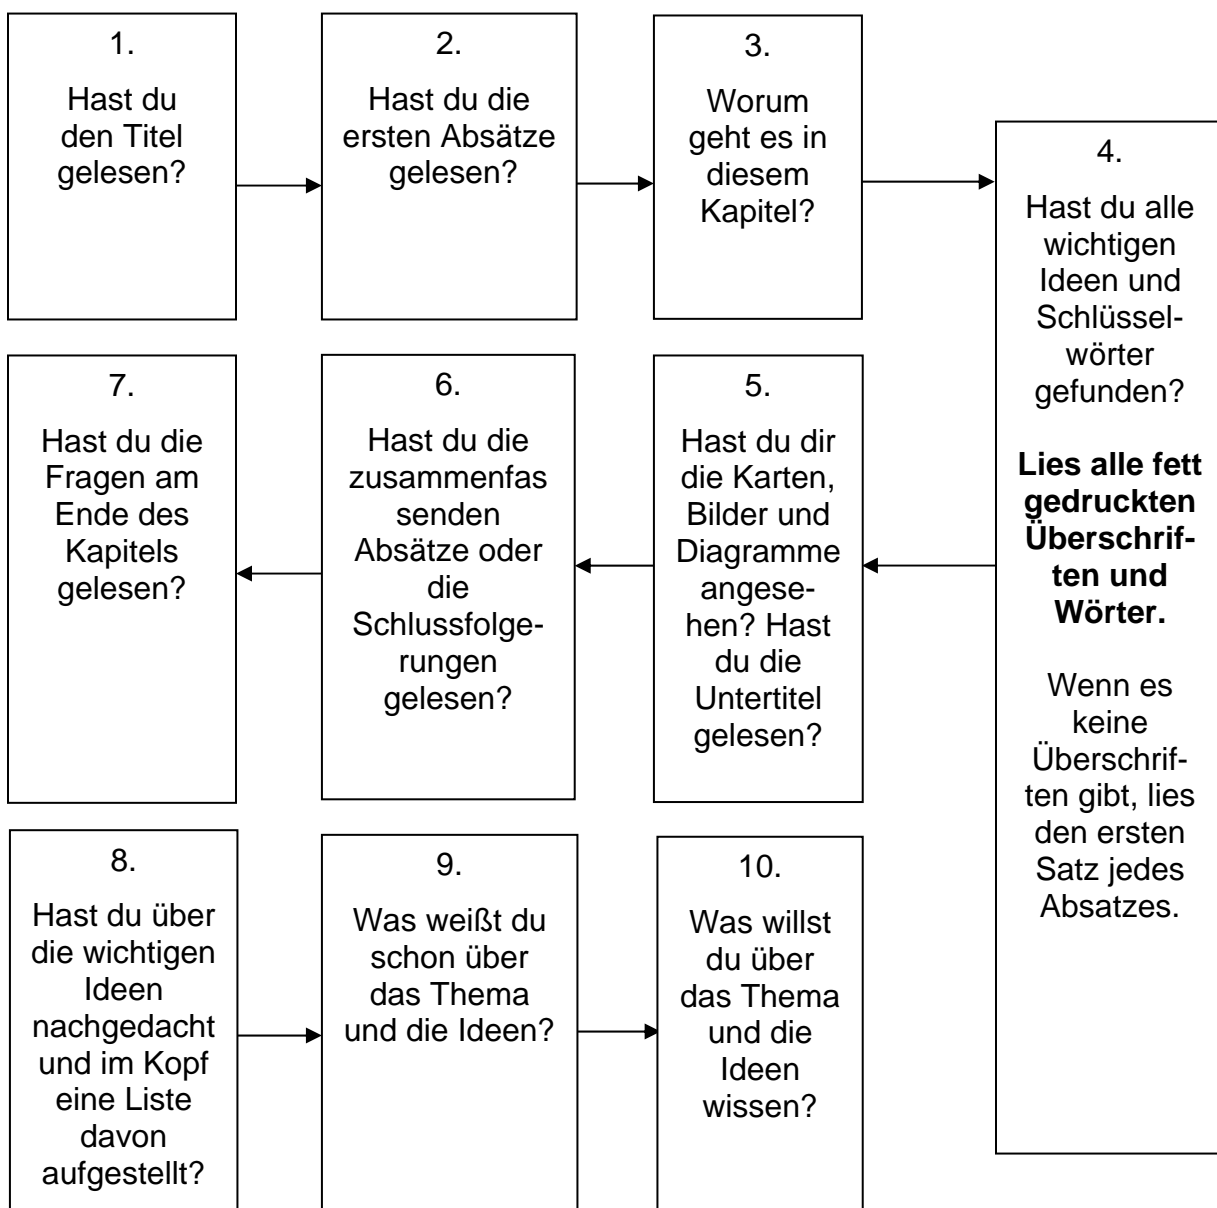 1.
Hast du
den Titel
gelesen?
2.
Hast du die
ersten Absätze
gelesen?
3.
Worum
geht es in
diesem
Kapitel?
4.
Hast du alle
wichtigen
Ideen und
Schlüssel-
wörter
gefunden?
Lies alle fett
gedruckten
Überschrif-
ten und
Wörter.
Wenn es
keine
Überschrif-
ten gibt, lies
den ersten
Satz jedes
Absatzes.
5.
Hast du dir
die Karten,
Bilder und
Diagramme
angese-
hen? Hast
du die
Untertitel
gelesen?
6.
Hast du die
zusammenfas
senden
Absätze oder
die
Schlussfolge-
rungen
gelesen?
7.
Hast du die
Fragen am
Ende des
Kapitels
gelesen?
8.
Hast du über
die wichtigen
Ideen
nachgedacht
und im Kopf
eine Liste
davon
aufgestellt?
9.
Was weißt du
schon über
das Thema
und die Ideen?
10.
Was willst
du über
das Thema
und die
Ideen
wissen?